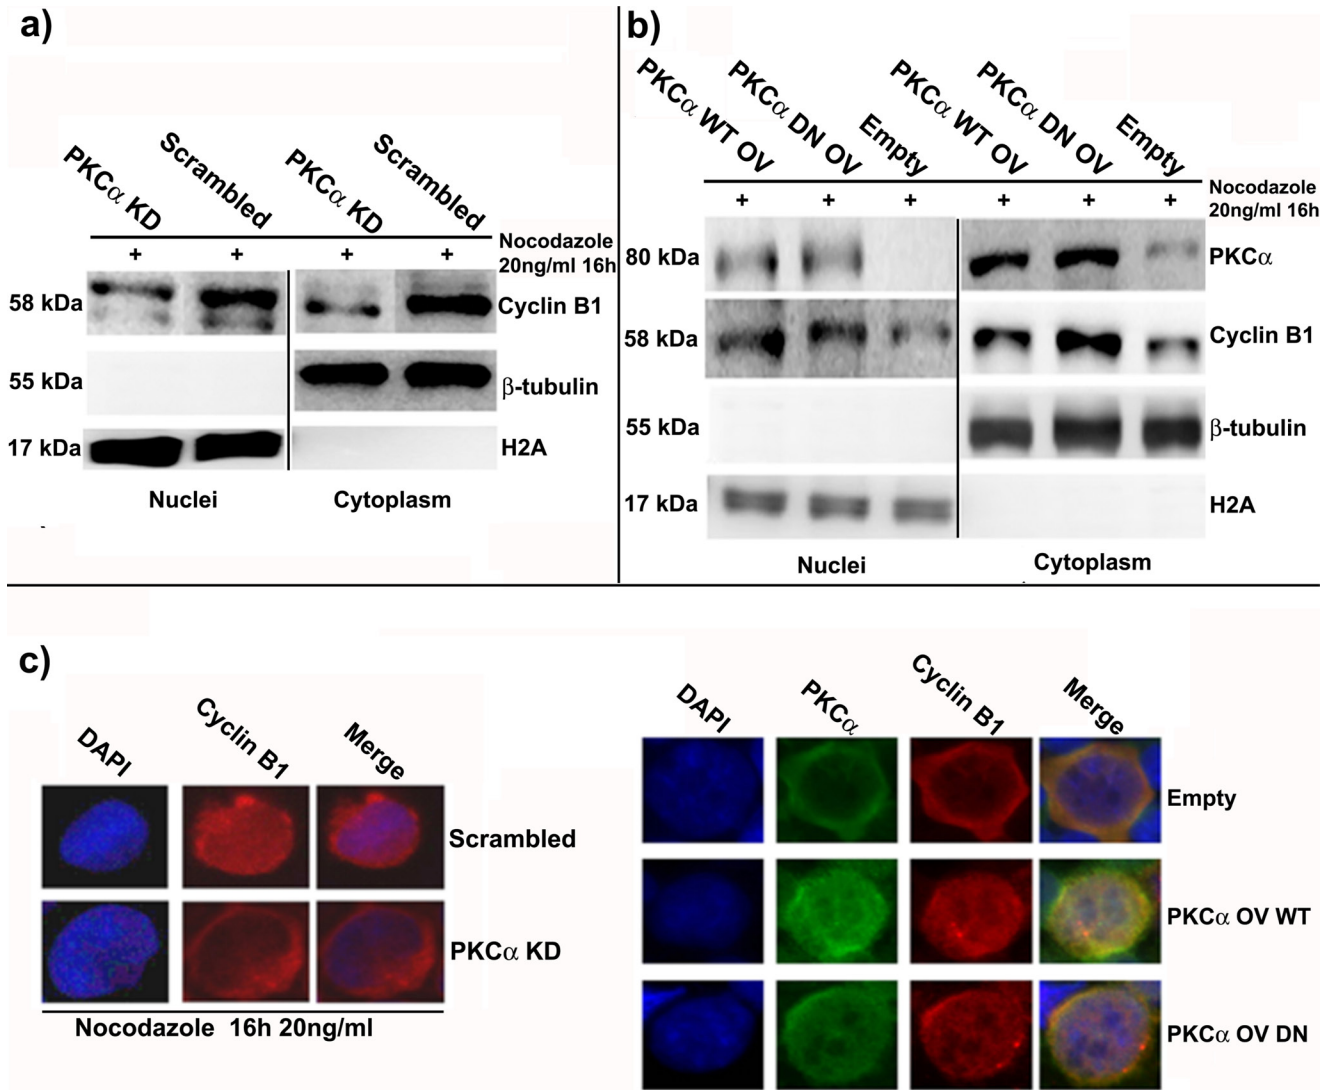 a)
PKCα KD
Scrambled
PKCα KD
Scrambled
Nocodazole
+ + + + 20ng/ml 16h
58 kDa Cyclin B1
55 kDa β-tubulin
17 kDa H2A
Nuclei Cytoplasm
b)
PKCα WT OV
PKCα DN OV
Empty
PKCα WT OV
PKCα DN OV
Empty
Nocodazole
+ + + + + + 20ng/ml 16h
80 kDa PKCα
58 kDa Cyclin B1
55 kDa β-tubulin
17 kDa H2A
Nuclei Cytoplasm
c)
DAPI
Cyclin B1
Merge
Scrambled
PKCα KD
Nocodazole 16h 20ng/ml
DAPI
PKCα
Cyclin B1
Merge
Empty
PKCα OV WT
PKCα OV DN